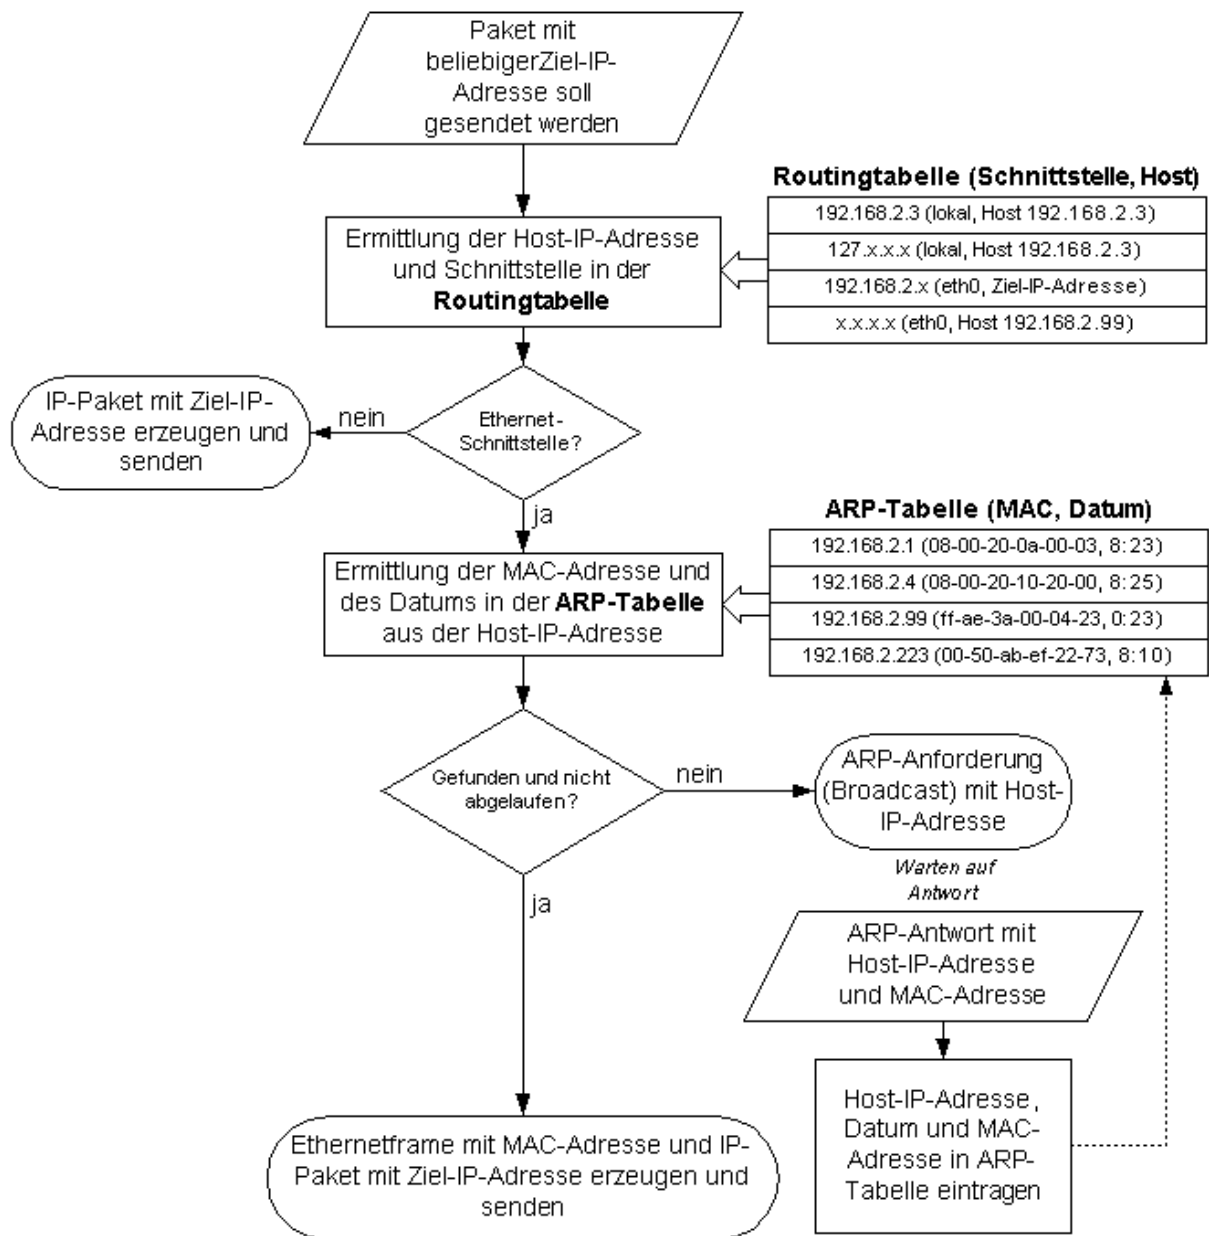 Paket mit
beliebigerZiel-IP-
Adresse soll
gesendet werden
Routingtabelle (Schnittstelle, Host)
192.168.2.3 (lokal, Host 192.168.2.3)
127.x.x.x (lokal, Host 192.168.2.3)
192.168.2.x (eth0, Ziel-IP-Adresse)
x.x.x.x (eth0, Host 192.168.2.99)
Ermittlung der Host-IP-Adresse
und Schnittstelle in der
Routingtabelle
Ethernet-
Schnittstelle?
nein
IP-Paket mit Ziel-IP-
Adresse erzeugen und
senden
ja
ARP-Tabelle (MAC, Datum)
192.168.2.1 (08-00-20-0a-00-03, 8:23)
192.168.2.4 (08-00-20-10-20-00, 8:25)
192.168.2.99 (ff-ae-3a-00-04-23, 0:23)
192.168.2.223 (00-50-ab-ef-22-73, 8:10)
Ermittlung der MAC-Adresse und
des Datums in der ARP-Tabelle
aus der Host-IP-Adresse
Gefunden und nicht
abgelaufen?
nein
ARP-Anforderung
(Broadcast) mit Host-
IP-Adresse
Warten auf
Antwort
ARP-Antwort mit
Host-IP-Adresse
und MAC-Adresse
Host-IP-Adresse,
Datum und MAC-
Adresse in ARP-
Tabelle eintragen
ja
Ethernetframe mit MAC-Adresse und IP-
Paket mit Ziel-IP-Adresse erzeugen und
senden